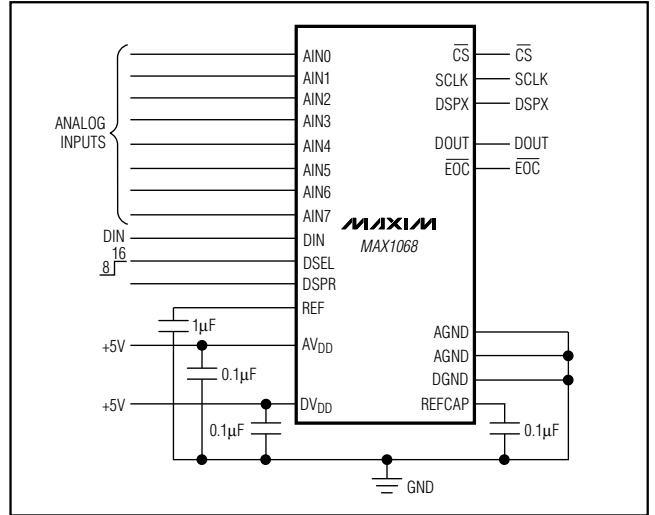 ANALOG
INPUTS
AIN0
AIN1
AIN2
AIN3
AIN4
AIN5
AIN6
AIN7
DIN DIN
16
8
DSEL
DSPR
REF
1µF
+5V AVDD
0.1µF
+5V DVDD
0.1µF
MAXIM
MAX1068
CS CS
SCLK SCLK
DSPX DSPX
DOUT DOUT
EOC EOC
AGND
AGND
DGND
REFCAP
0.1µF
GND